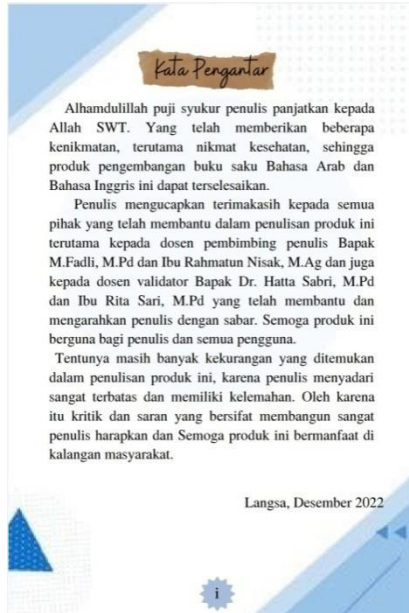 Kata Pengantar
Alhamdulillah puji syukur penulis panjatkan kepada
Allah SWT. Yang telah memberikan beberapa
kenikmatan, terutama nikmat kesehatan, sehingga
produk pengembangan buku saku Bahasa Arab dan
Bahasa Inggris ini dapat terselesaikan.
Penulis mengucapkan terimakasih kepada semua
pihak yang telah membantu dalam penulisan produk ini
terutama kepada dosen pembimbing penulis Bapak
M.Fadli, M.Pd dan Ibu Rahmatun Nisak, M.Ag dan juga
kepada dosen validator Bapak Dr. Hatta Sabri, M.Pd
dan Ibu Rita Sari, M.Pd yang telah membantu dan
mengarahkan penulis dengan sabar. Semoga produk ini
berguna bagi penulis dan semua pengguna.
Tentunya masih banyak kekurangan yang ditemukan
dalam penulisan produk ini, karena penulis menyadari
sangat terbatas dan memiliki kelemahan. Oleh karena
itu kritik dan saran yang bersifat membangun sangat
penulis harapkan dan Semoga produk ini bermanfaat di
kalangan masyarakat.
Langsa, Desember 2022
i